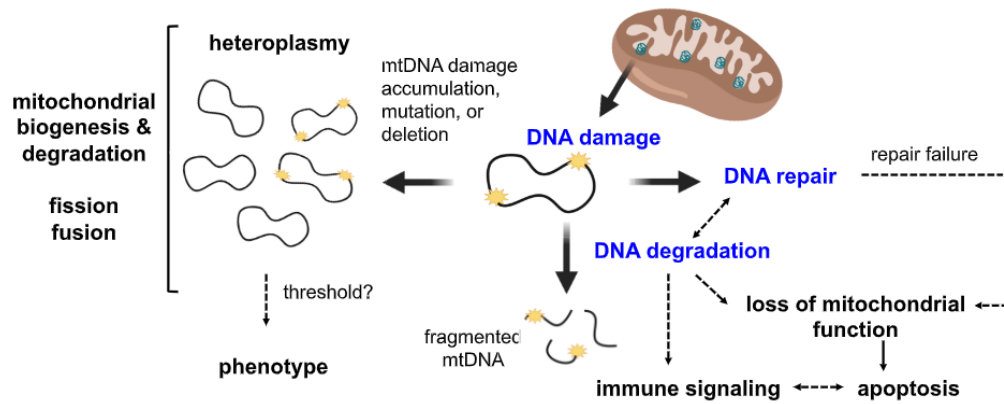 heteroplasmy
mtDNA damage
accumulation,
mutation, or
deletion
mitochondrial
biogenesis &
degradation
fission
fusion
threshold?
phenotype
DNA damage
DNA repair
repair failure
DNA degradation
fragmented
mtDNA
loss of mitochondrial
function
immune signaling
apoptosis